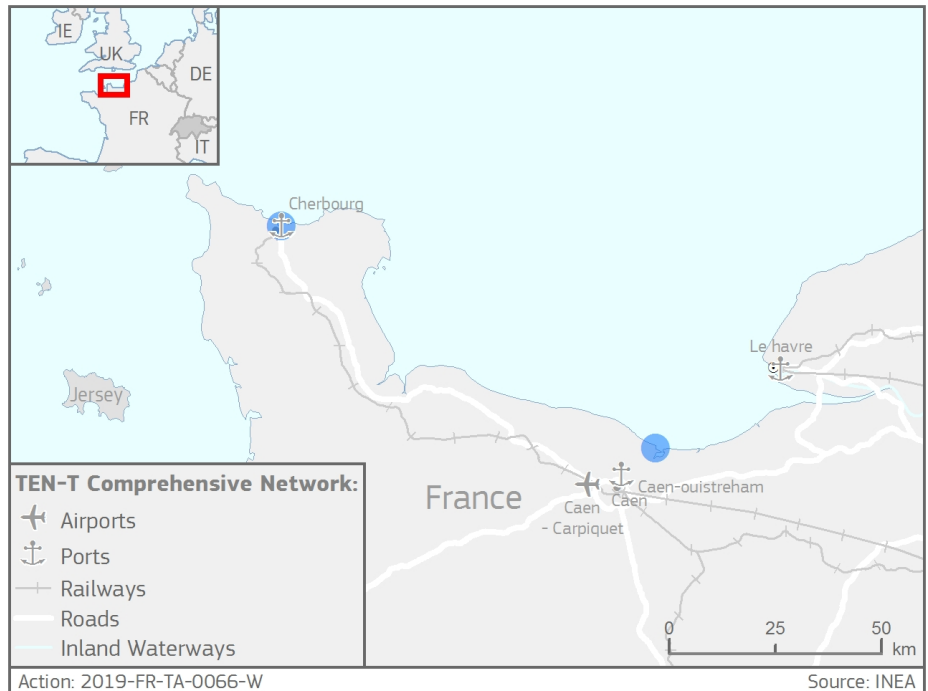 IE
UK
DE
FR
IT
Cherbourg
Le havre
Jersey
France
Caen-ouistreham
Caen
Caen
- Carpiquet
TEN-T Comprehensive Network:
Airports
Ports
Railways
Roads
Inland Waterways
0 25 50
km
Action: 2019-FR-TA-0066-W
Source: INEA